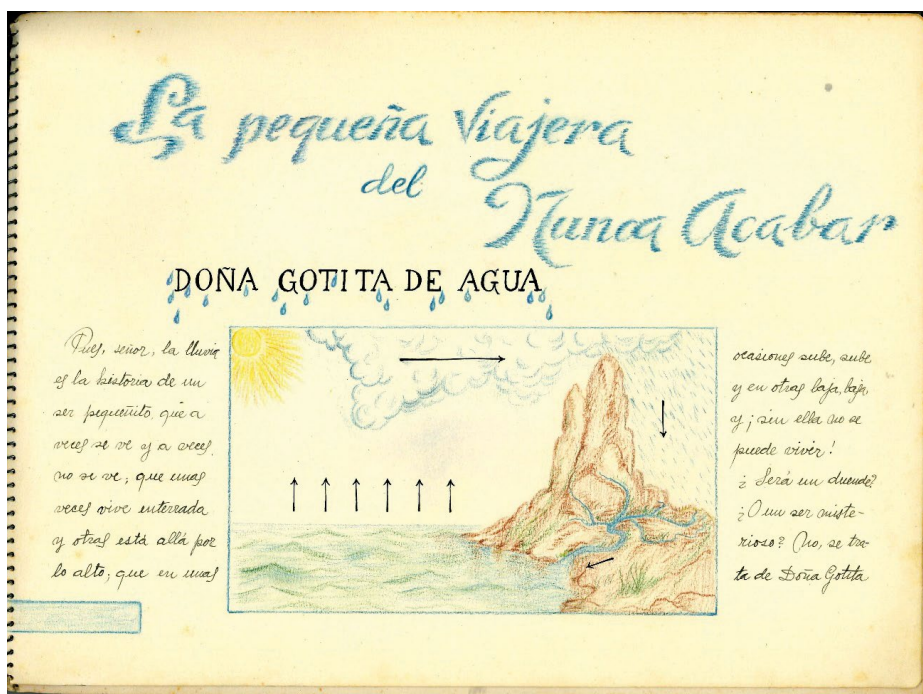 La pequeña Viajera
del
Nunca Acabar
DOÑA GOTITA DE AGUA
Pues, señor, la lluvia
es la historia de un
ser pequeñito, que a
veces se ve y a veces
no se ve; que unas
veces vive enterrada
y otras está allá por
lo alto; que en unas
ocasiones sube, sube
y en otras baja, baja,
y ¡sin ella no se
puede vivir!
¿Será un duende?
¿O un ser miste-
rioso? No, se tra-
ta de Doña Gotita